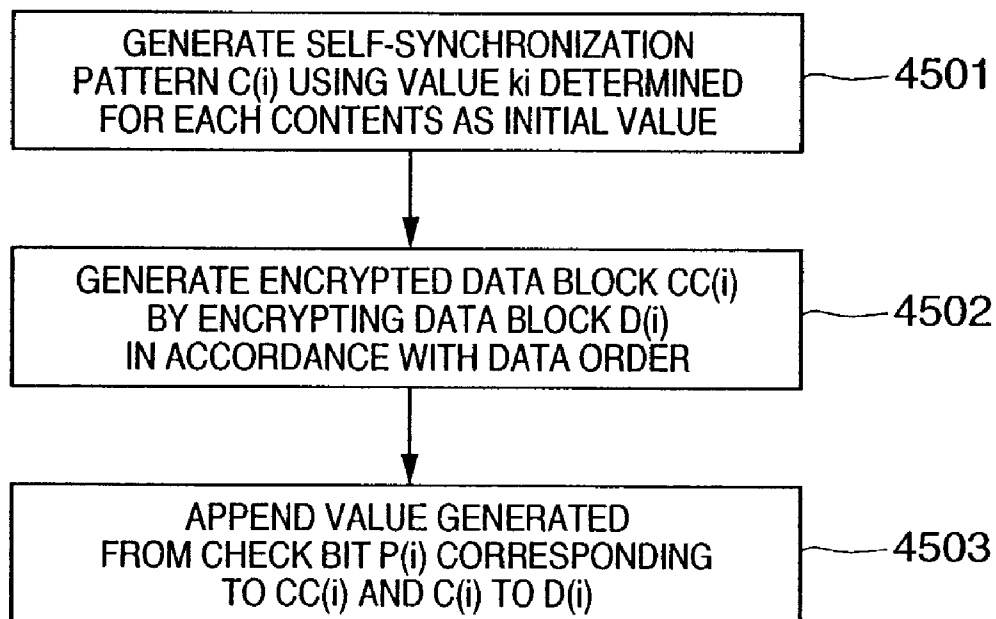 GENERATE SELF-SYNCHRONIZATION
PATTERN C(i) USING VALUE ki DETERMINED
FOR EACH CONTENTS AS INITIAL VALUE
4501
GENERATE ENCRYPTED DATA BLOCK CC(i)
BY ENCRYPTING DATA BLOCK D(i)
IN ACCORDANCE WITH DATA ORDER
4502
APPEND VALUE GENERATED
FROM CHECK BIT P(i) CORRESPONDING
TO CC(i) AND C(i) TO D(i)
4503